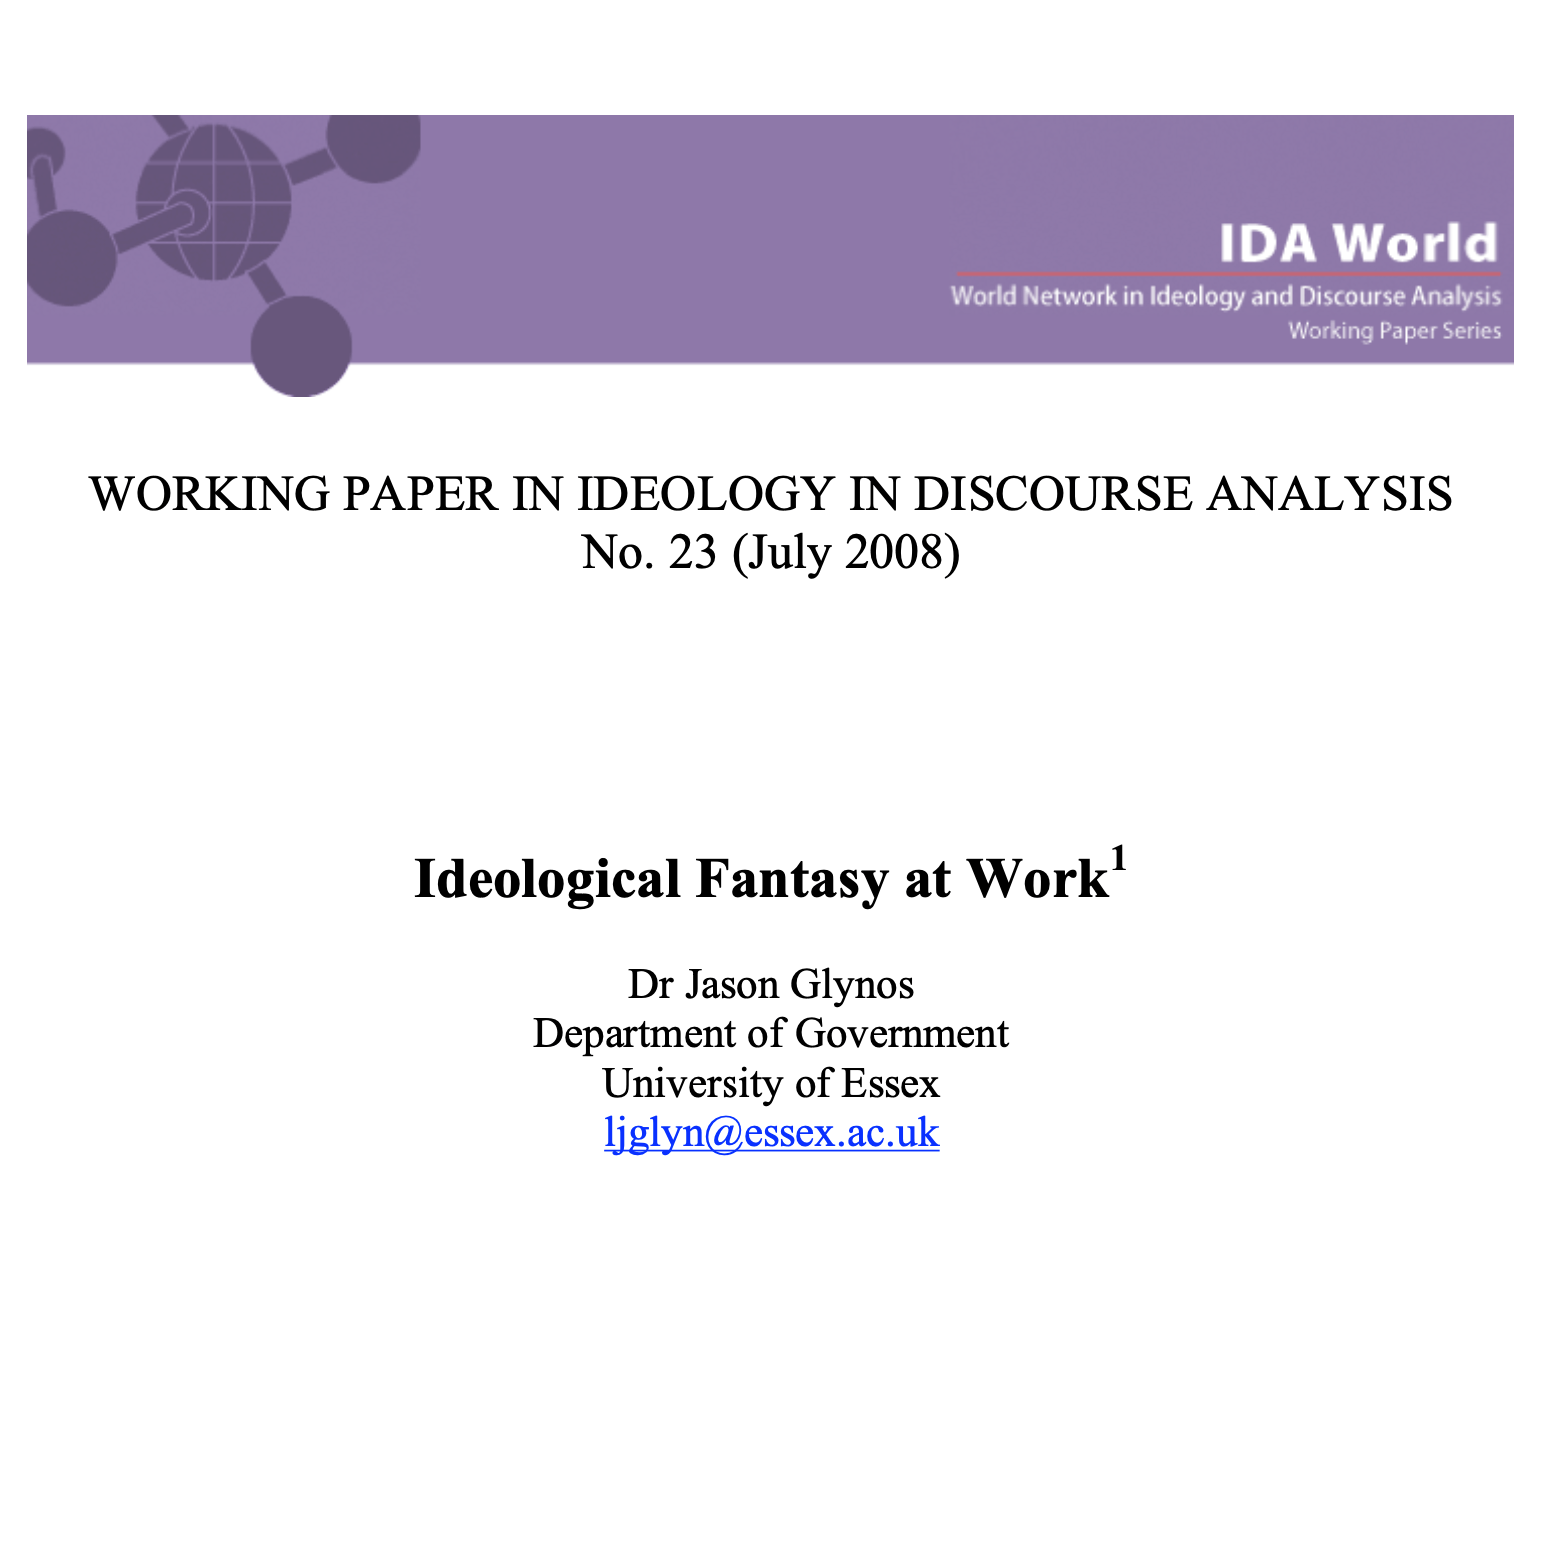 IDA World
World Network in Ideology and Discourse Analysis
Working Paper Series
WORKING PAPER IN IDEOLOGY IN DISCOURSE ANALYSIS
No. 23 (July 2008)
Ideological Fantasy at Work¹
Dr Jason Glynos
Department of Government
University of Essex
ljglyn@essex.ac.uk